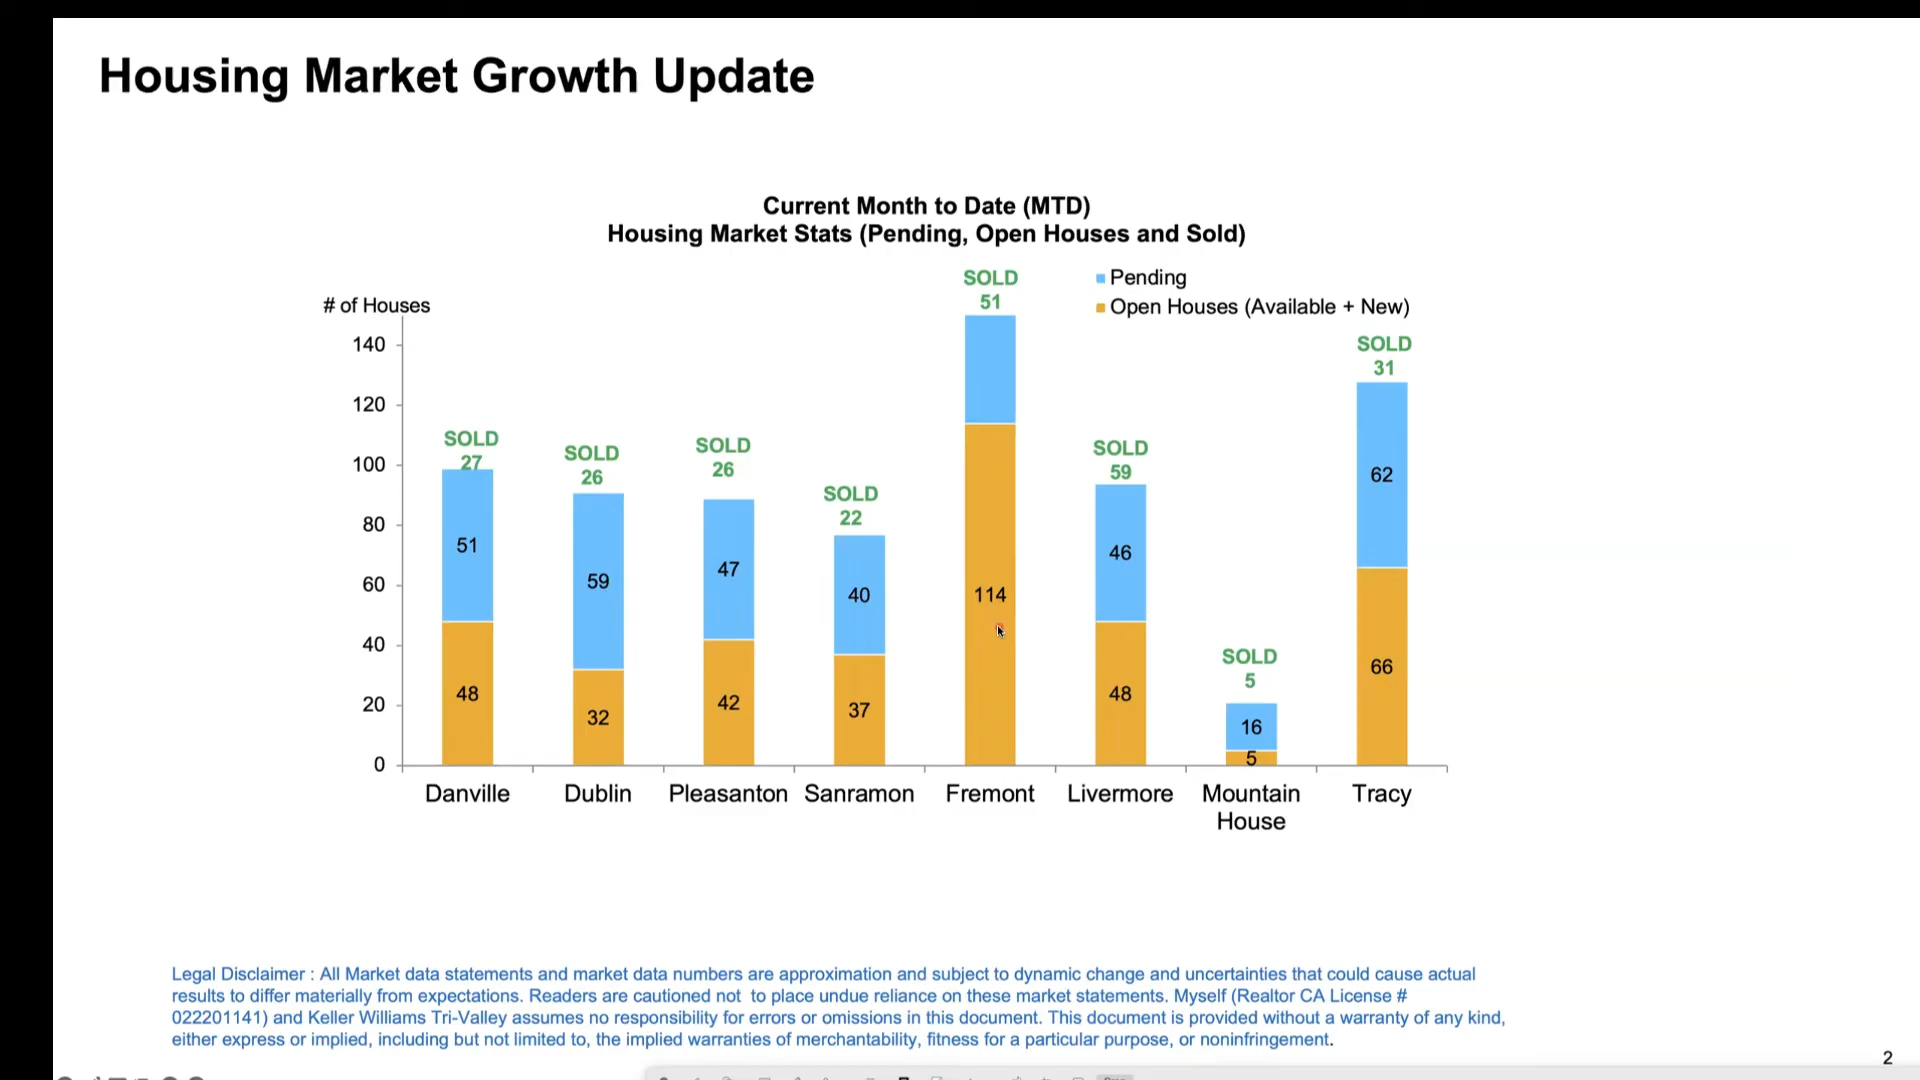 Housing Market Growth Update
Current Month to Date (MTD)
Housing Market Stats (Pending, Open Houses and Sold)
# of Houses
Pending
Open Houses (Available + New)
140
120
100
80
60
40
20
0
SOLD
27
51
48
SOLD
26
59
32
SOLD
26
47
42
SOLD
22
40
37
SOLD
51
114
SOLD
59
46
48
SOLD
5
16
5
SOLD
31
62
66
Danville
Dublin
Pleasanton
Sanramon
Fremont
Livermore
Mountain
House
Tracy
Legal Disclaimer : All Market data statements and market data numbers are approximation and subject to dynamic change and uncertainties that could cause actual
results to differ materially from expectations. Readers are cautioned not  to place undue reliance on these market statements. Myself (Realtor CA License #
022201141) and Keller Williams Tri-Valley assumes no responsibility for errors or omissions in this document. This document is provided without a warranty of any kind,
either express or implied, including but not limited to, the implied warranties of merchantability, fitness for a particular purpose, or noninfringement.
2